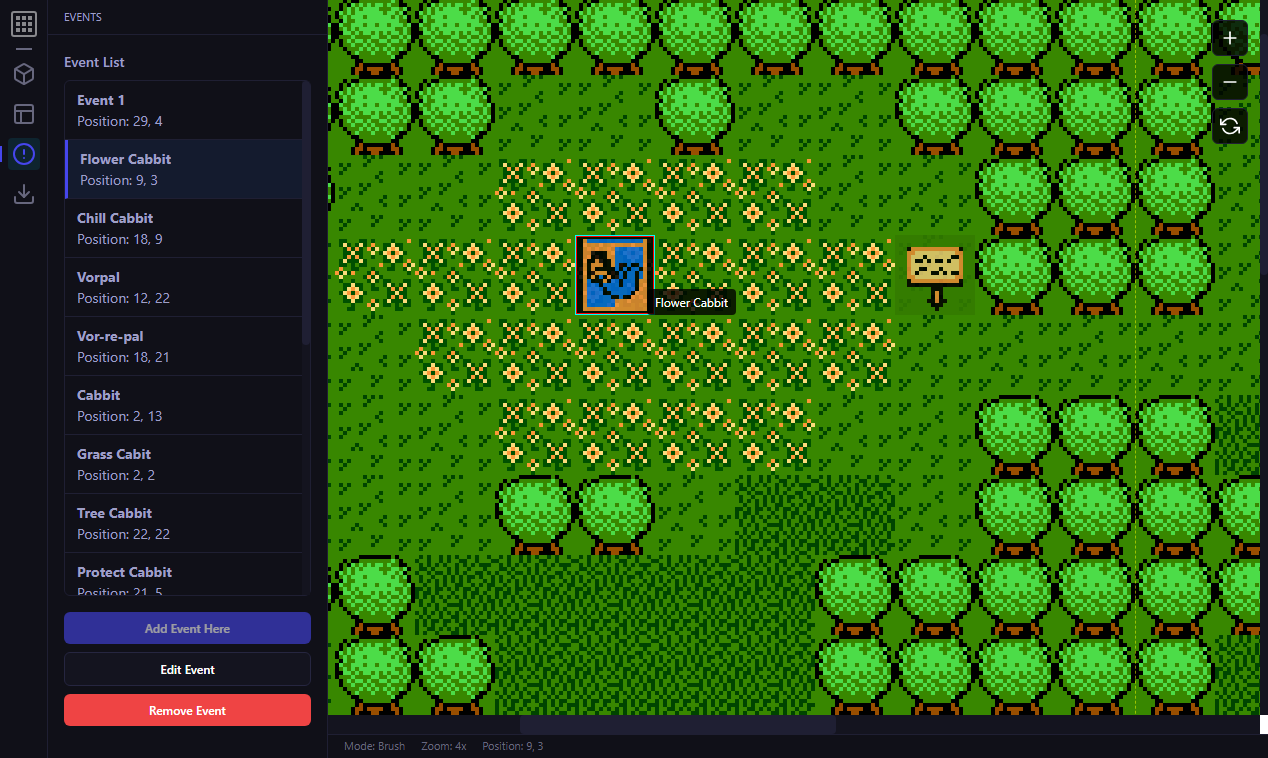 EVENTS
Event List
Event 1
Position: 29, 4
Flower Cabbit
Position: 9, 3
Chill Cabbit
Position: 18, 9
Vorpal
Position: 12, 22
Vor-re-pal
Position: 18, 21
Cabbit
Position: 2, 13
Grass Cabit
Position: 2, 2
Tree Cabbit
Position: 22, 22
Protect Cabbit
Position: 21, 5
Add Event Here
Edit Event
Remove Event
Flower Cabbit
Mode: Brush Zoom: 4x Position: 9, 3